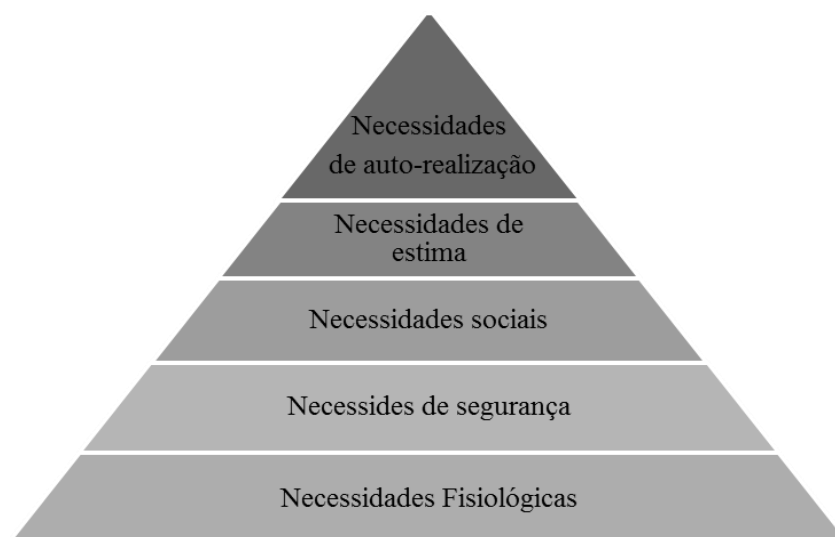 Necessidades
de auto-realização
Necessidades de
estima
Necessidades sociais
Necessides de segurança
Necessidades Fisiológicas